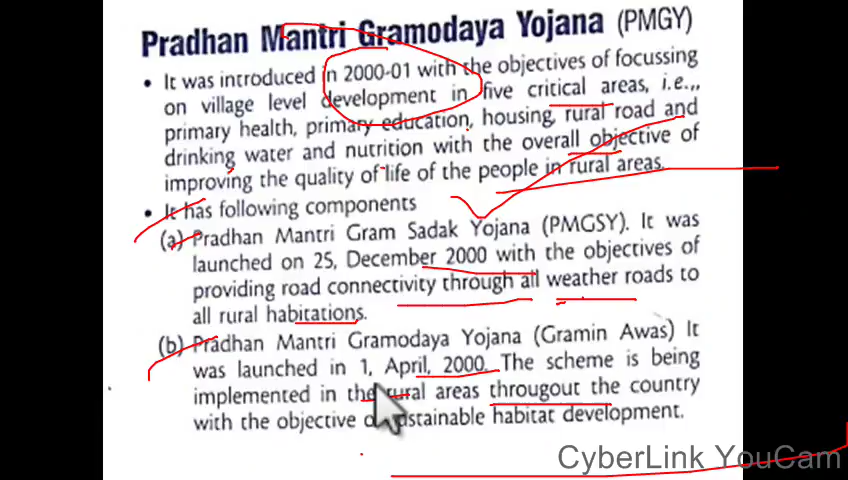 Pradhan Mantri Gramodaya Yojana (PMGY)
• It was introduced in 2000-01 with the objectives of focussing
on village level development in five critical areas, i.e.,,
primary health, primary education, housing, rural road and
drinking water and nutrition with the overall objective of
improving the quality of life of the people in rural areas.
• It has following components
(a) Pradhan Mantri Gram Sadak Yojana (PMGSY). It was
launched on 25, December 2000 with the objectives of
providing road connectivity through all weather roads to
all rural habitations.
(b) Pradhan Mantri Gramodaya Yojana (Gramin Awas) It
was launched in 1, April, 2000. The scheme is being
implemented in the rural areas througout the country
with the objective sustainable habitat development.
CyberLink YouCam